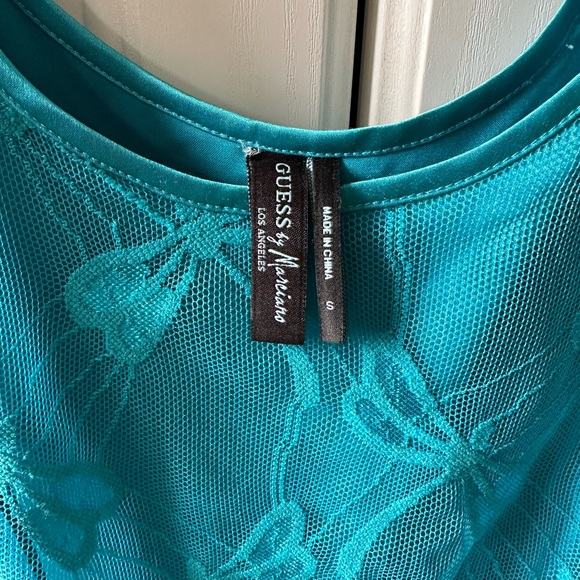 GUESS by Marciano
LOS ANGELES
MADE IN CHINA
S